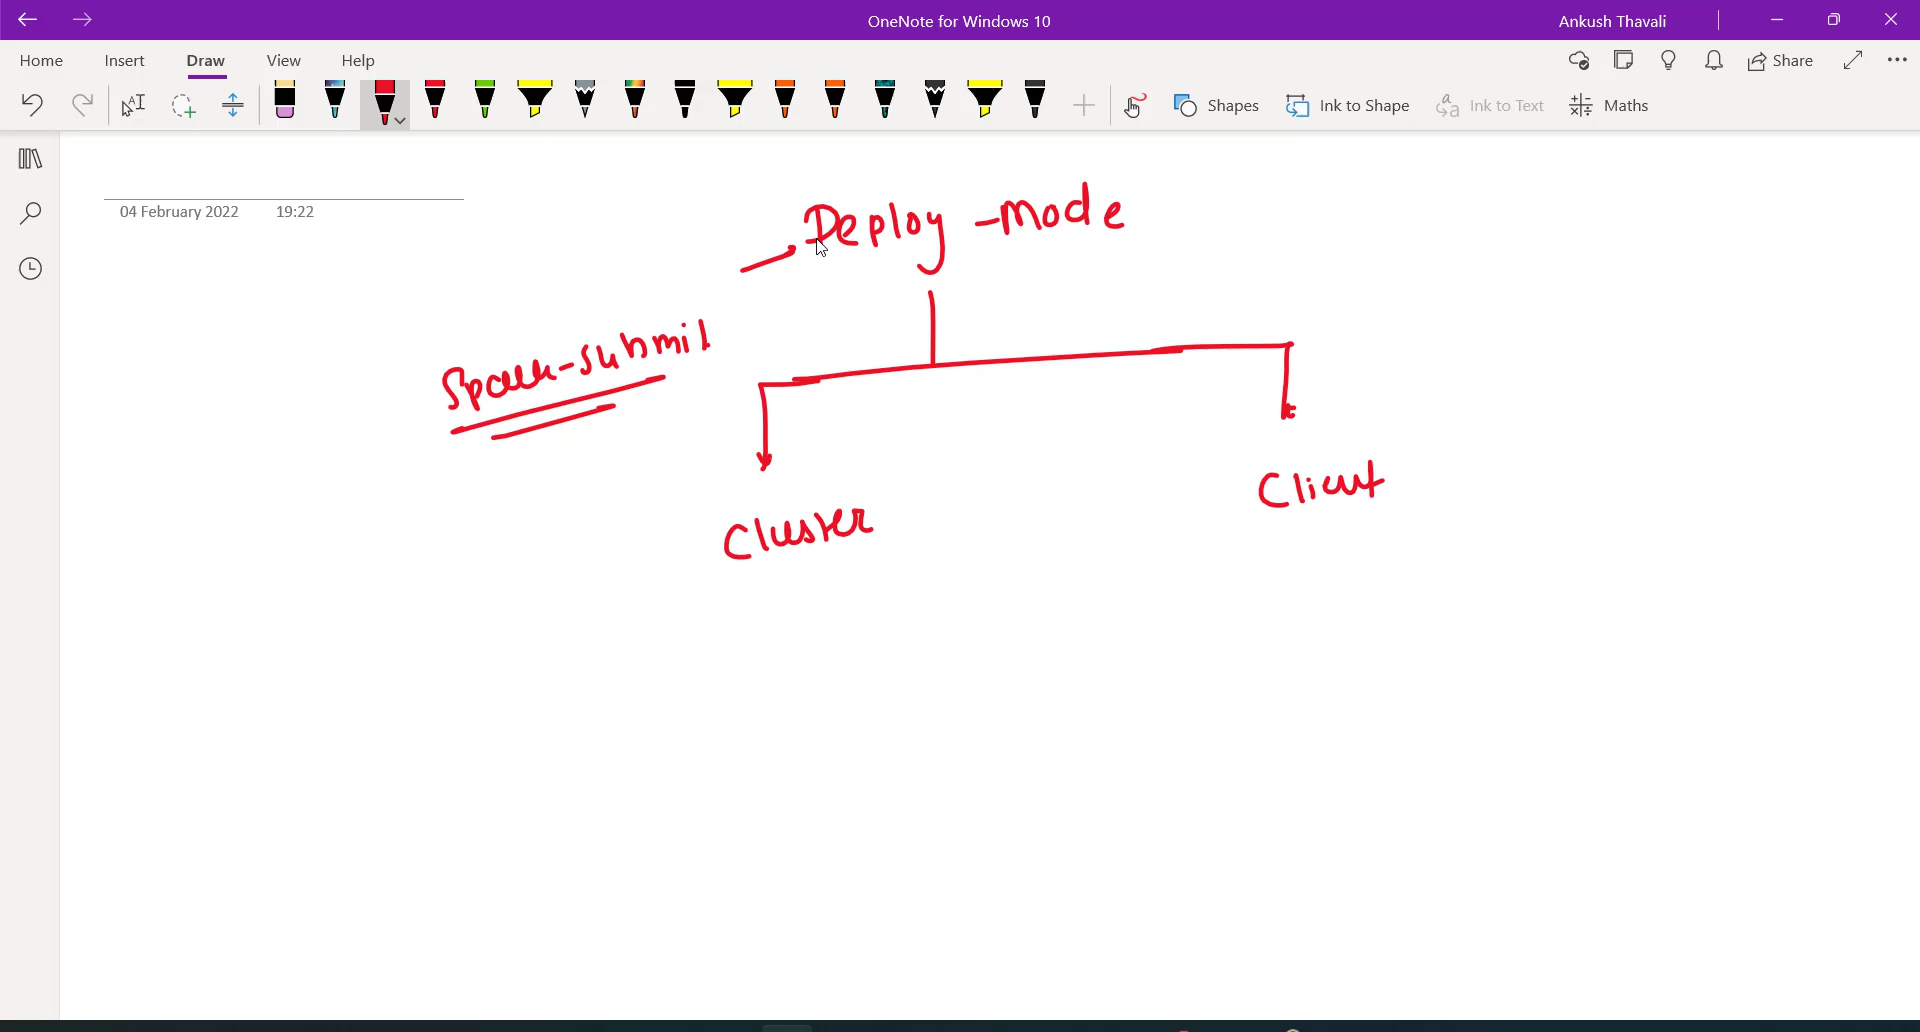 OneNote for Windows 10
Ankush Thavali
Home Insert Draw View Help
Share
Shapes Ink to Shape Ink to Text Maths
04 February 2022 19:22
Deploy -mode
Spark-submit
Cluster
Client